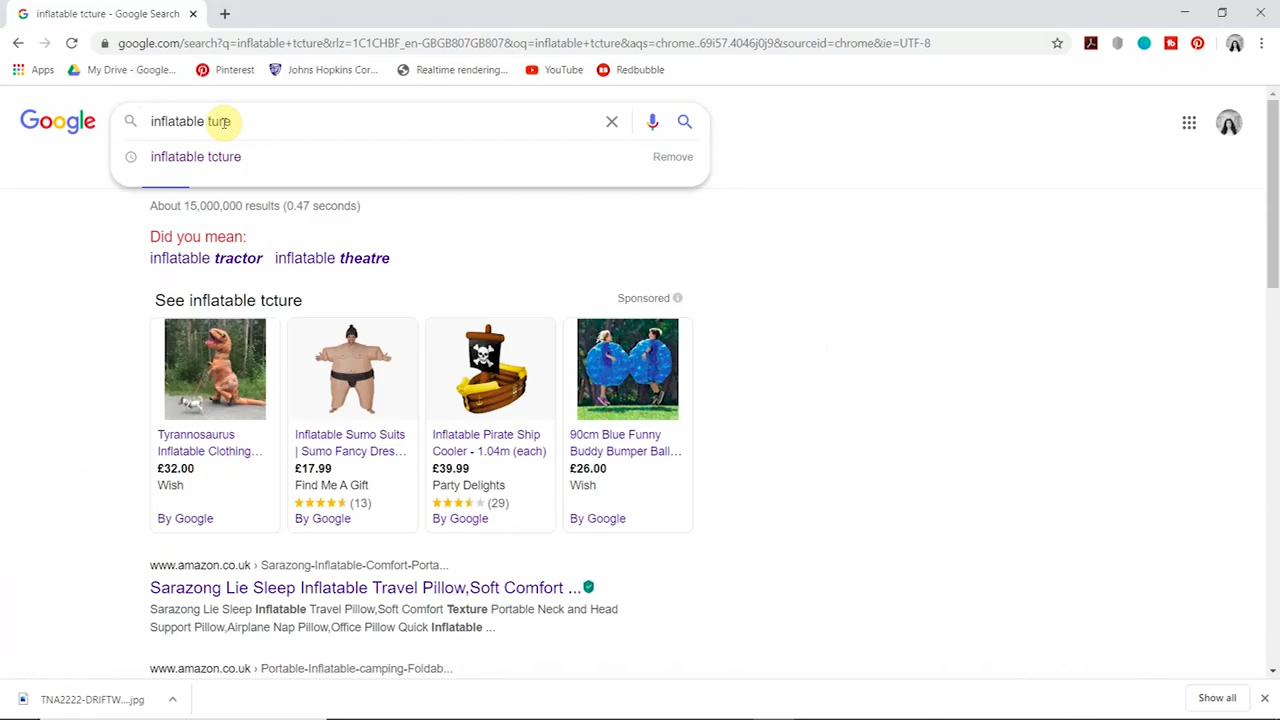 inflatable tcture - Google Search
google.com/search?q=inflatable+tcture&rlz=1C1CHBF_en-GBGB807GB807&oq=inflatable+tcture&aqs=chrome..69i57.4046j0j9&sourceid=chrome&ie=UTF-8
Apps My Drive - Google... Pinterest Johns Hopkins Cor... Realtime rendering... YouTube Redbubble
Google
inflatable ture
inflatable tcture Remove
About 15,000,000 results (0.47 seconds)
Did you mean:
inflatable tractor inflatable theatre
See inflatable tcture Sponsored
Tyrannosaurus
Inflatable Clothing...
£32.00
Wish
By Google
Inflatable Sumo Suits
| Sumo Fancy Dres...
£17.99
Find Me A Gift
(13)
By Google
Inflatable Pirate Ship
Cooler - 1.04m (each)
£39.99
Party Delights
(29)
By Google
90cm Blue Funny
Buddy Bumper Ball...
£26.00
Wish
By Google
www.amazon.co.uk › Sarazong-Inflatable-Comfort-Porta...
Sarazong Lie Sleep Inflatable Travel Pillow,Soft Comfort ...
Sarazong Lie Sleep Inflatable Travel Pillow,Soft Comfort Texture Portable Neck and Head
Support Pillow,Airplane Nap Pillow,Office Pillow Quick Inflatable ...
www.amazon.co.uk › Portable-Inflatable-camping-Foldab...
TNA2222-DRIFTW....jpg Show all